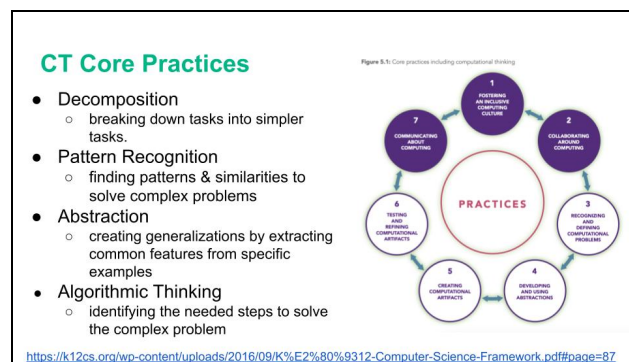 CT Core Practices
● Decomposition
○ breaking down tasks into simpler
tasks.
● Pattern Recognition
○ finding patterns & similarities to
solve complex problems
● Abstraction
○ creating generalizations by extracting
common features from specific
examples
● Algorithmic Thinking
○ identifying the needed steps to solve
the complex problem
Figure 5.1: Core practices including computational thinking
1
FOSTERING
AN INCLUSIVE
COMPUTING
CULTURE
2
COLLABORATING
AROUND
COMPUTING
3
RECOGNIZING
AND
DEFINING
COMPUTATIONAL
PROBLEMS
4
DEVELOPING
AND USING
ABSTRACTIONS
5
CREATING
COMPUTATIONAL
ARTIFACTS
6
TESTING
AND
REFINING
COMPUTATIONAL
ARTIFACTS
7
COMMUNICATING
ABOUT
COMPUTING
PRACTICES
https://k12cs.org/wp-content/uploads/2016/09/K%E2%80%9312-Computer-Science-Framework.pdf#page=87